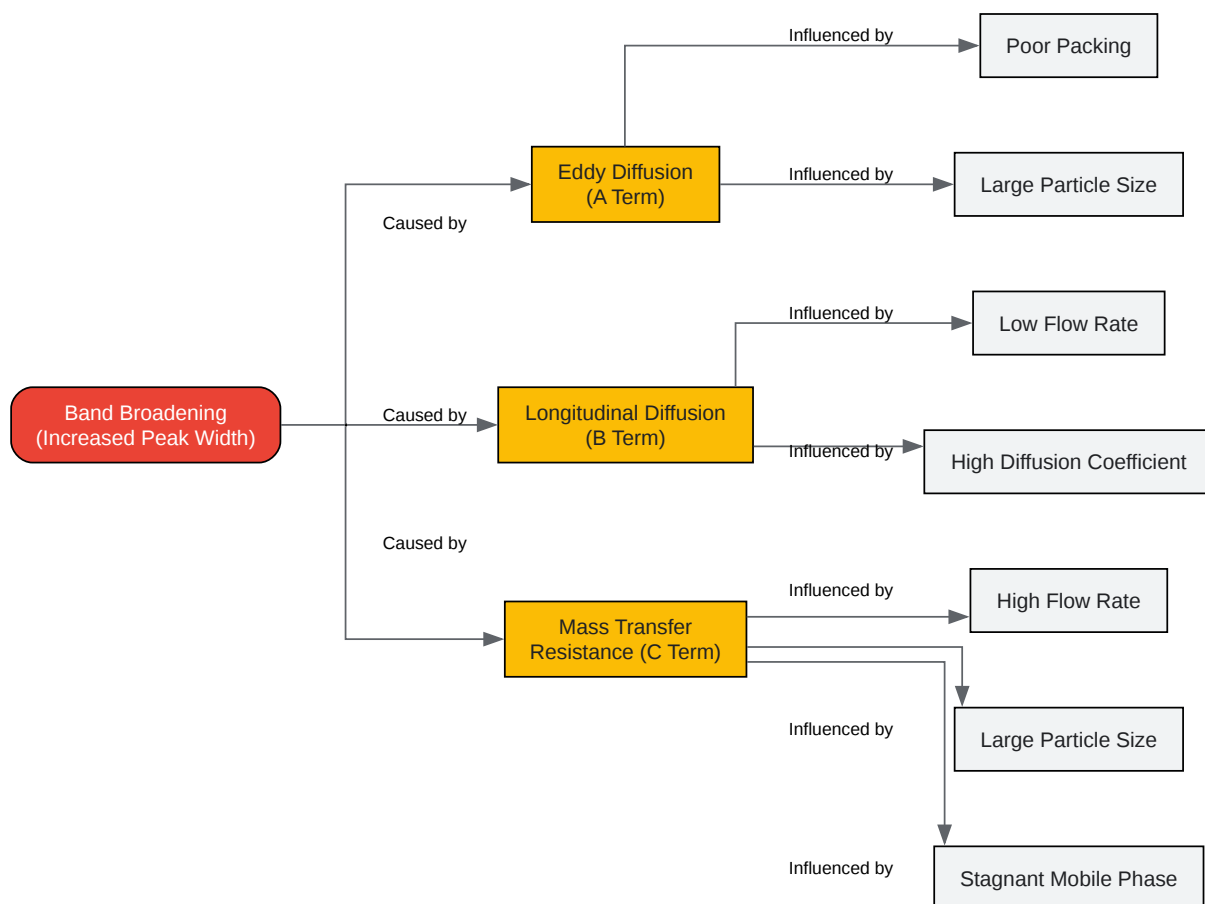 Influenced by
Poor Packing
Eddy Diffusion
(A Term)
Influenced by
Large Particle Size
Caused by
Influenced by
Low Flow Rate
Band Broadening
(Increased Peak Width)
Caused by
Longitudinal Diffusion
(B Term)
Influenced by
High Diffusion Coefficient
Caused by
Influenced by
High Flow Rate
Mass Transfer
Resistance (C Term)
Influenced by
Large Particle Size
Influenced by
Stagnant Mobile Phase